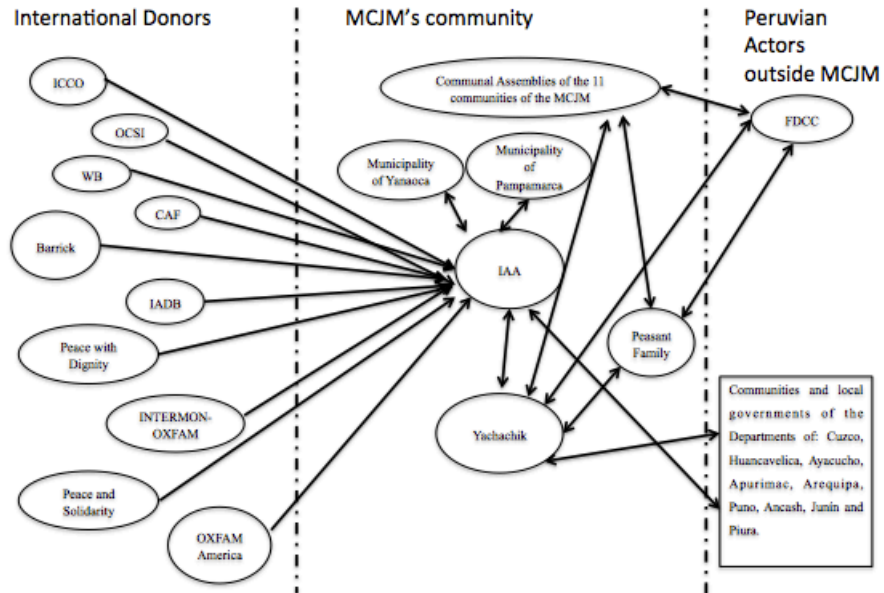 International Donors
MCJM's community
Peruvian
Actors
outside MCJM
ICCO
OCSI
WB
CAF
Barrick
IADB
Peace with
Dignity
INTERMON-
OXFAM
Peace and
Solidarity
OXFAM
America
Communal Assemblies of the 11
communities of the MCJM
Municipality
of Yanaoca
Municipality
of
Pampamarca
IAA
Peasant
Family
Yachachik
FDCC
Communities and local
governments of the
Departments of: Cuzco,
Huancavelica, Ayacucho,
Apurimac, Arequipa,
Puno, Ancash, Junin and
Piura.